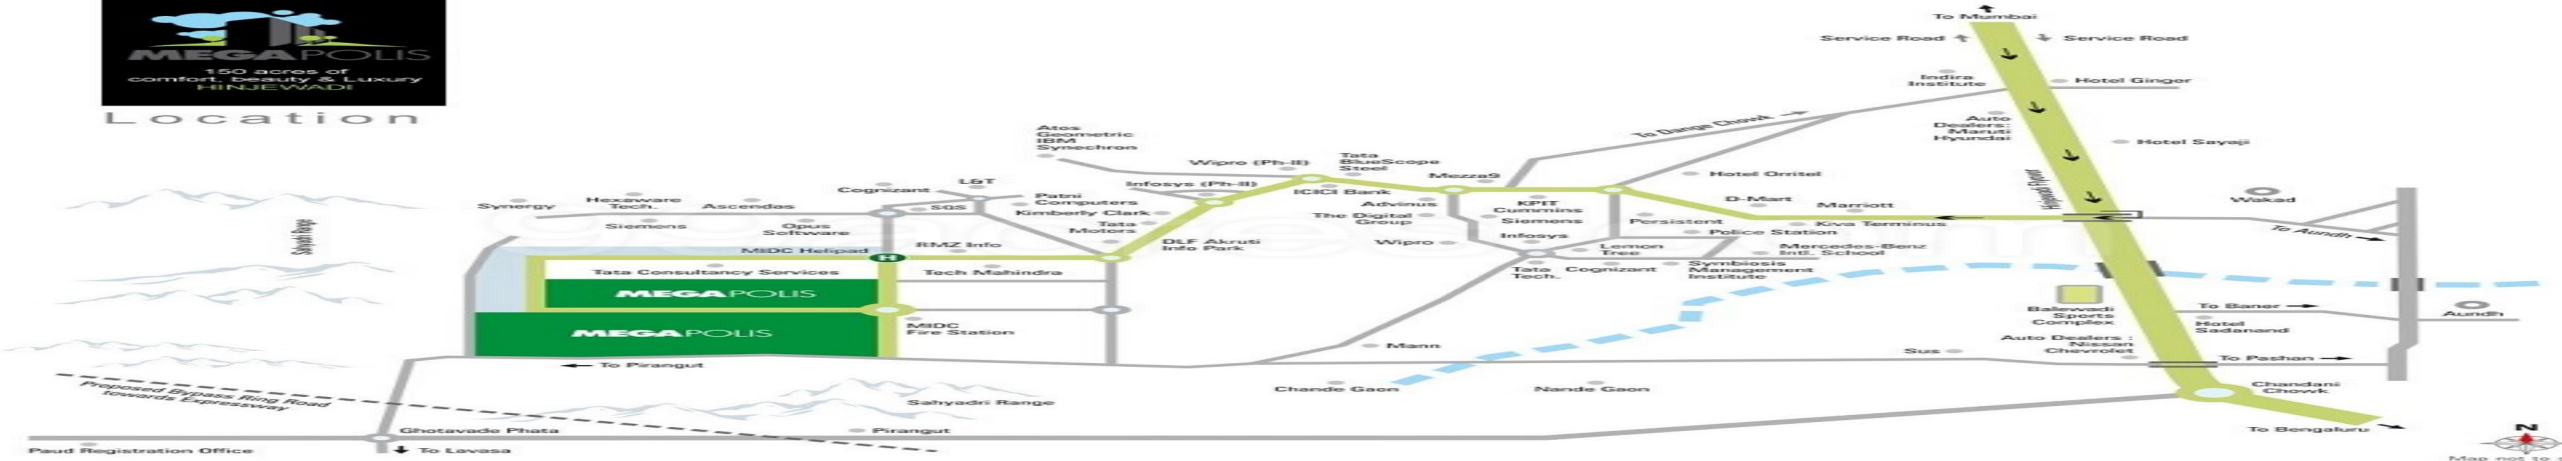 MEGAPOLIS
150 acres of
comfort, beauty & Luxury
HINJEWADI
Location
To Mumbai
Service Road
Service Road
Indira
Institute
Hotel Ginger
Auto
Dealers:
Maruti
Hyundai
To Dange Chowk
Hotel Sayaji
Atos
Geometric
IBM
Synechron
Wipro (Ph-II)
Tata
BlueScope
Steel
Mezza9
Hotel Orritel
Cognizant
L&T
Infosys (Ph-II)
ICICI Bank
Synergy
Hexaware
Tech.
Ascendas
SQS
Patni
Computers
Kimberly Clark
Advinus
The Digital
Group
KPIT
Cummins
Siemens
D-Mart
Marriott
Wakad
Siemens
Opus
Software
Tata
Motors
Persistent
Kiva Terminus
Police Station
To Aundh
Sahyadri Range
MIDC Helipad
H
RMZ Info
DLF Akruti
Info Park
Wipro
Infosys
Lemon
Tree
Mercedes-Benz
Intl. School
Tata Consultancy Services
Tech Mahindra
Tata
Tech.
Cognizant
Symbiosis
Management
Institute
MEGAPOLIS
MEGAPOLIS
MIDC
Fire Station
Balewadi
Sports
Complex
To Baner
Hotel
Sadanand
Aundh
Auto Dealers :
Nissan
Chevrolet
Mann
Sus
To Pashan
To Pirangut
Chande Gaon
Nande Gaon
Chandani
Chowk
Proposed Bypass Ring Road
towards Expressway
Sahyadri Range
Ghotavade Phata
Pirangut
To Bengaluru
Paud Registration Office
To Lavasa
N
Map not to